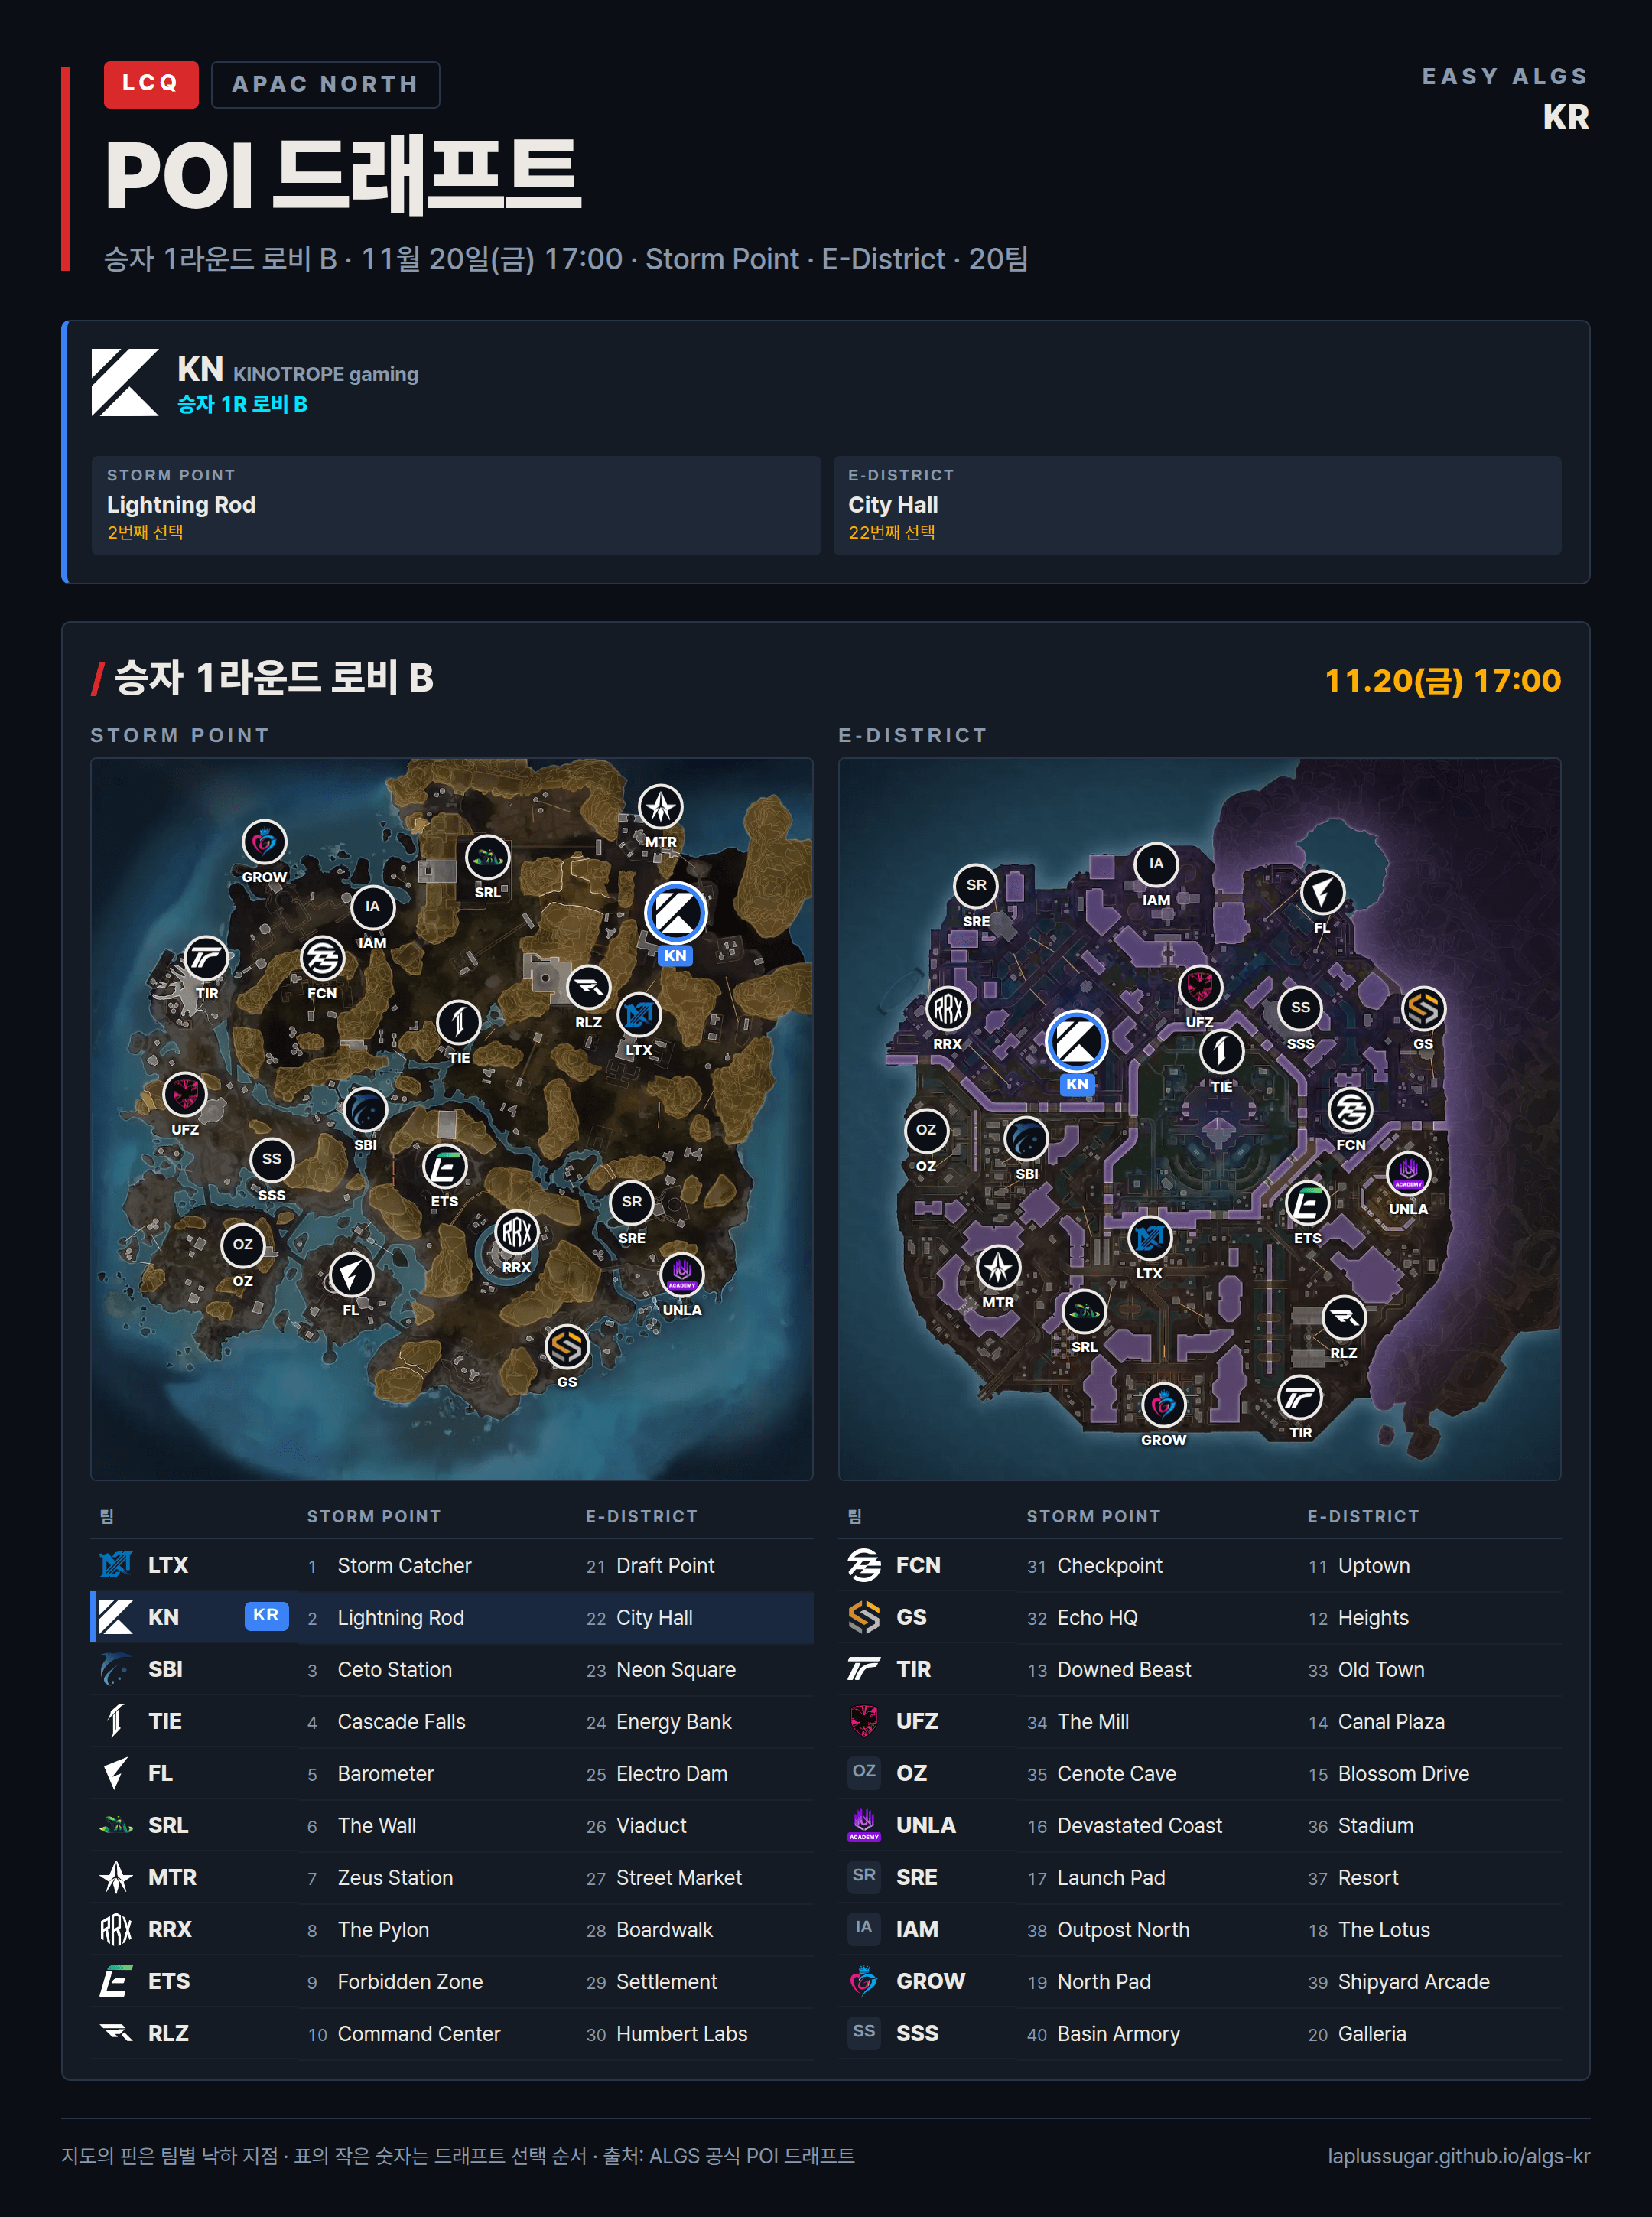 LCQ APAC NORTH
EASY ALGS
KR
POI 드래프트
승자 1라운드 로비 B · 11월 20일(금) 17:00 · Storm Point · E-District · 20팀
KN KINOTROPE gaming
승자 1R 로비 B
STORM POINT
Lightning Rod
2번째 선택
E-DISTRICT
City Hall
22번째 선택
/ 승자 1라운드 로비 B
11.20(금) 17:00
STORM POINT
MTR
GROW
SRL
IA
IAM
KN
TIR
FCN
RLZ
LTX
TIE
UFZ
SBI
SS
SSS
ETS
SR
SRE
RRX
OZ
OZ
FL
ACADEMY
UNLA
GS
E-DISTRICT
IA
IAM
SR
SRE
FL
UFZ
RRX
SS
SSS
GS
KN
TIE
OZ
OZ
SBI
FCN
ACADEMY
UNLA
ETS
LTX
MTR
SRL
RLZ
GROW
TIR
팀 STORM POINT E-DISTRICT
LTX 1 Storm Catcher 21 Draft Point
KN KR 2 Lightning Rod 22 City Hall
SBI 3 Ceto Station 23 Neon Square
TIE 4 Cascade Falls 24 Energy Bank
FL 5 Barometer 25 Electro Dam
SRL 6 The Wall 26 Viaduct
MTR 7 Zeus Station 27 Street Market
RRX 8 The Pylon 28 Boardwalk
ETS 9 Forbidden Zone 29 Settlement
RLZ 10 Command Center 30 Humbert Labs
팀 STORM POINT E-DISTRICT
FCN 31 Checkpoint 11 Uptown
GS 32 Echo HQ 12 Heights
TIR 13 Downed Beast 33 Old Town
UFZ 34 The Mill 14 Canal Plaza
OZ OZ 35 Cenote Cave 15 Blossom Drive
ACADEMY UNLA 16 Devastated Coast 36 Stadium
SR SRE 17 Launch Pad 37 Resort
IA IAM 38 Outpost North 18 The Lotus
GROW 19 North Pad 39 Shipyard Arcade
SS SSS 40 Basin Armory 20 Galleria
지도의 핀은 팀별 낙하 지점 · 표의 작은 숫자는 드래프트 선택 순서 · 출처: ALGS 공식 POI 드래프트
laplussugar.github.io/algs-kr